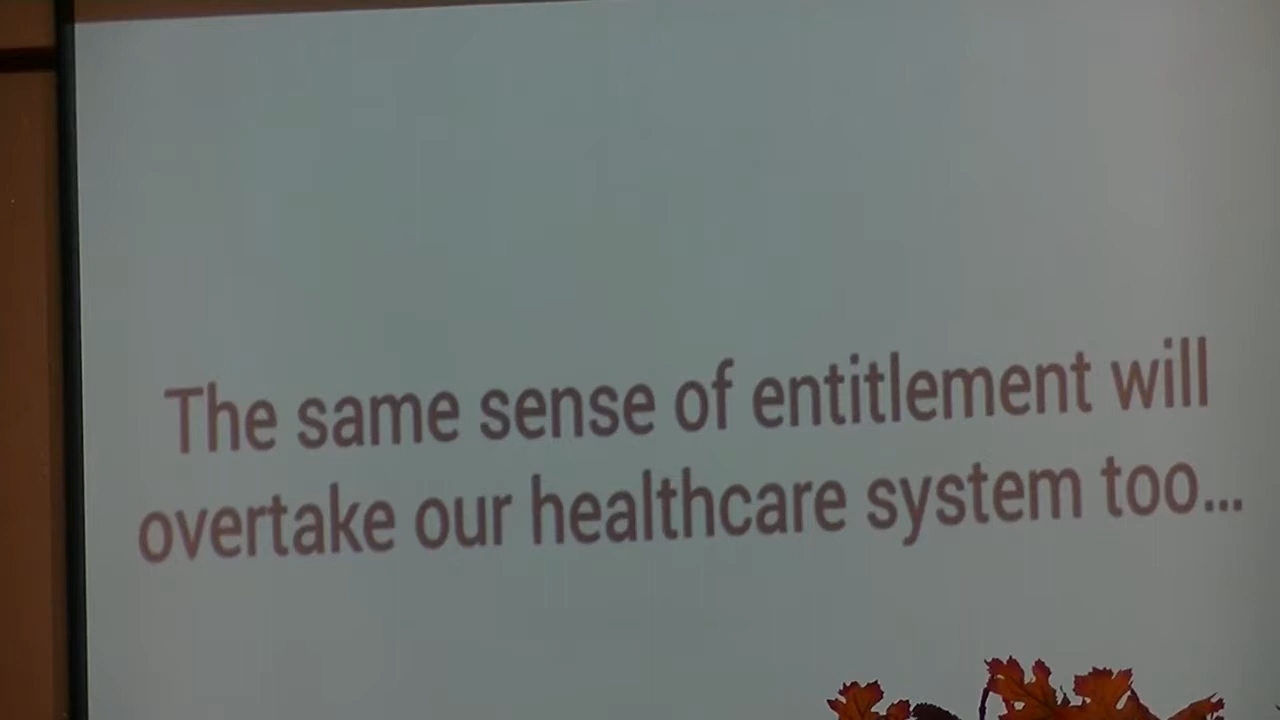 The same sense of entitlement will
overtake our healthcare system too...